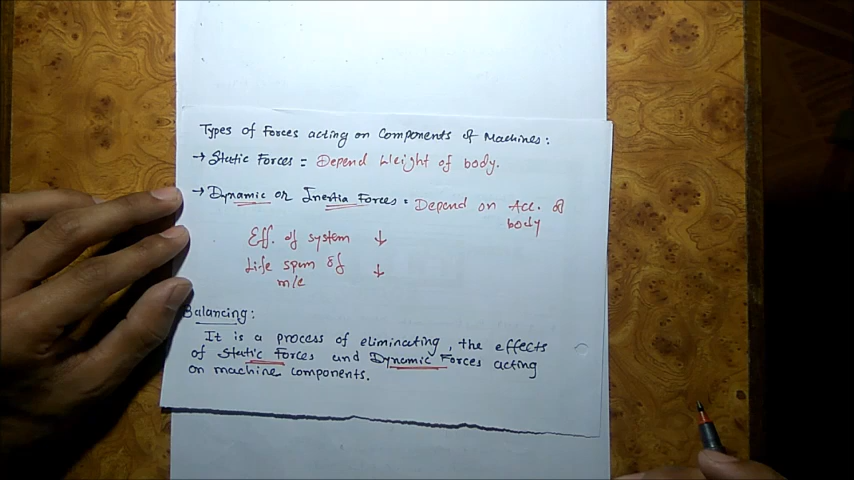 Types of Forces acting on Components of Machines:
→ Static Forces = Depend Weight of body.
→ Dynamic or Inertia Forces = Depend on Acc. of
body
Eff. of system ↓
Life span of ↓
m/c
Balancing:
It is a process of eliminating, the effects
of Static Forces and Dynamic Forces acting
on machine components.